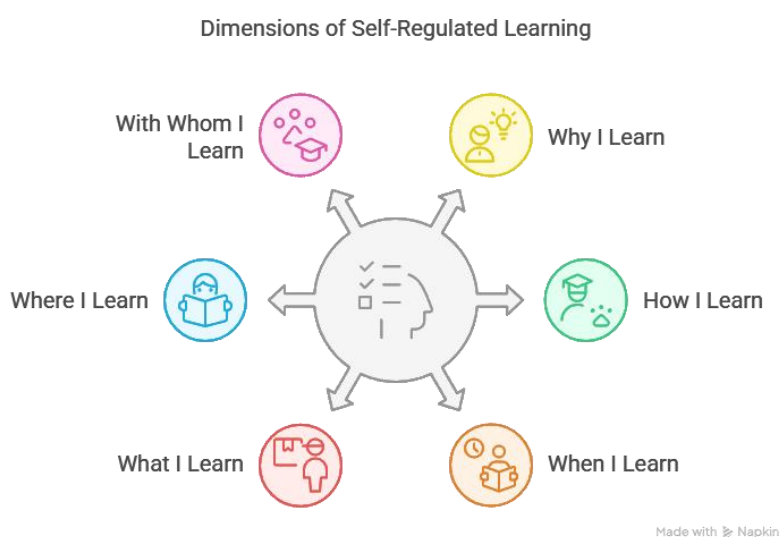 Dimensions of Self-Regulated Learning
With Whom I
Learn
Why I Learn
Where I Learn
How I Learn
What I Learn
When I Learn
Made with Napkin